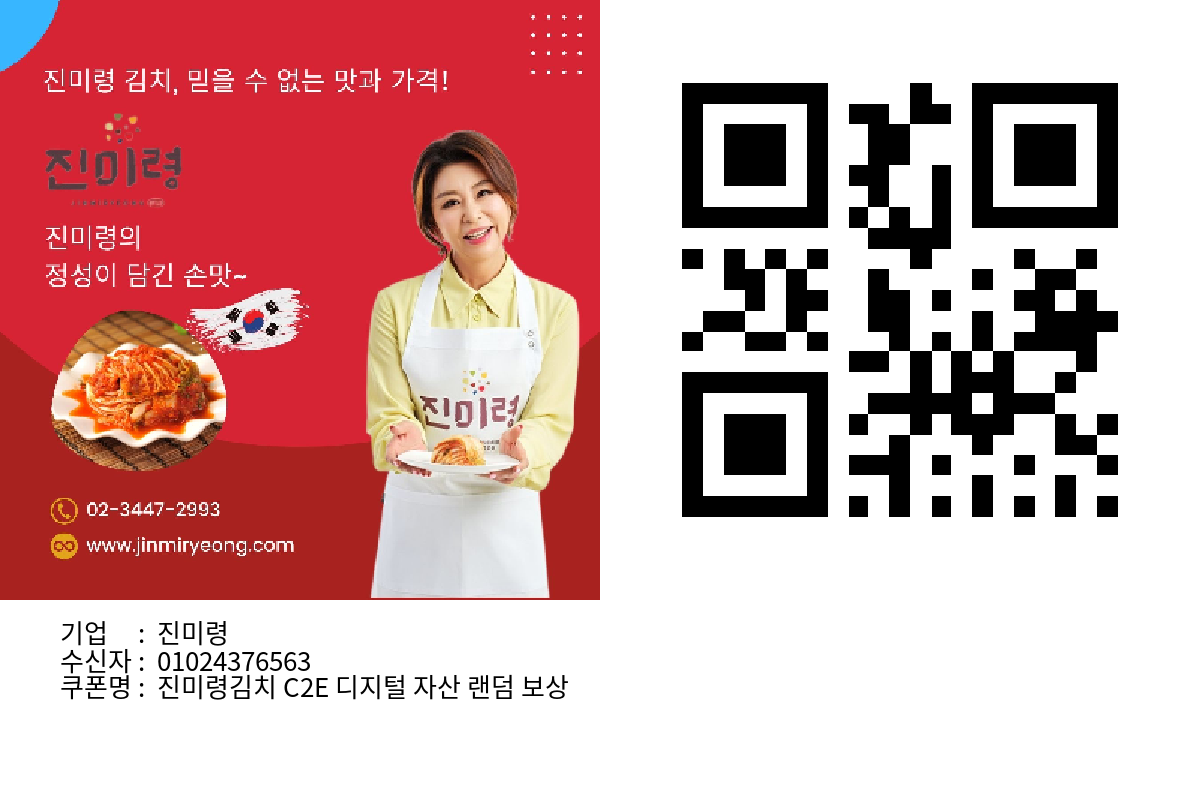 진미령 김치, 믿을 수 없는 맛과 가격!
진미령
진미령의
정성이 담긴 손맛~
진미령
02-3447-2993
www.jinmiryeong.com
기업 : 진미령
수신자 : 01024376563
쿠폰명 : 진미령김치 C2E 디지털 자산 랜덤 보상